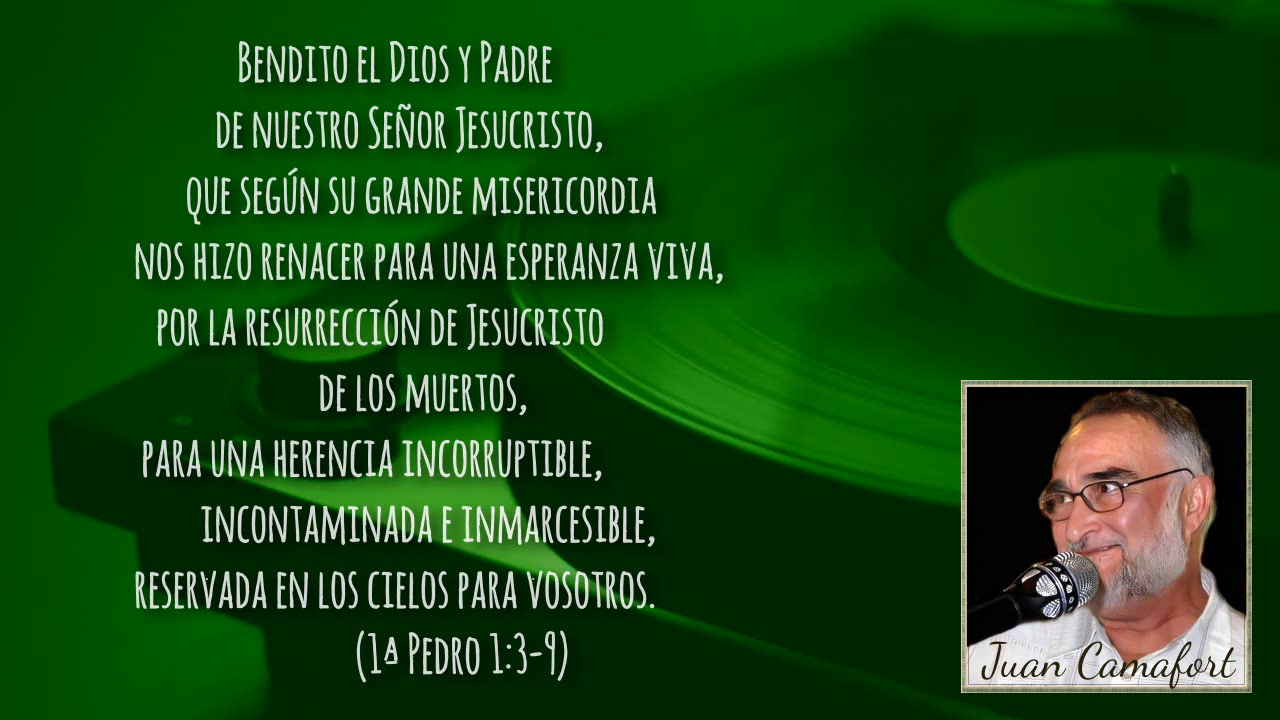 Bendito el Dios y Padre
de nuestro Señor Jesucristo,
que según su grande misericordia
nos hizo renacer para una esperanza viva,
por la resurrección de Jesucristo
de los muertos,
para una herencia incorruptible,
incontaminada e inmarcesible,
reservada en los cielos para vosotros.
(1ª Pedro 1:3-9)
Juan Camafort